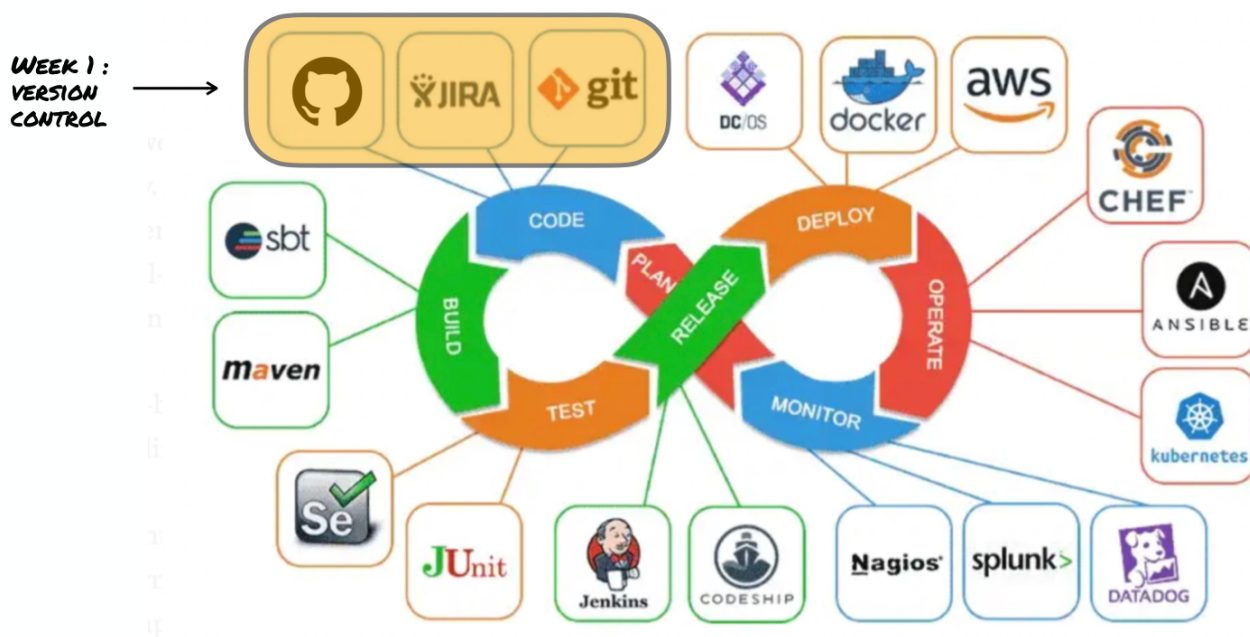 WEEK 1 :
VERSION
CONTROL
JIRA
git
DC/OS
docker
aws
CHEF
sbt
CODE
DEPLOY
PLAN
RELEASE
BUILD
OPERATE
ANSIBLE
maven
TEST
MONITOR
kubernetes
Se
JUnit
Jenkins
CODESHIP
Nagios®
splunk>
DATADOG